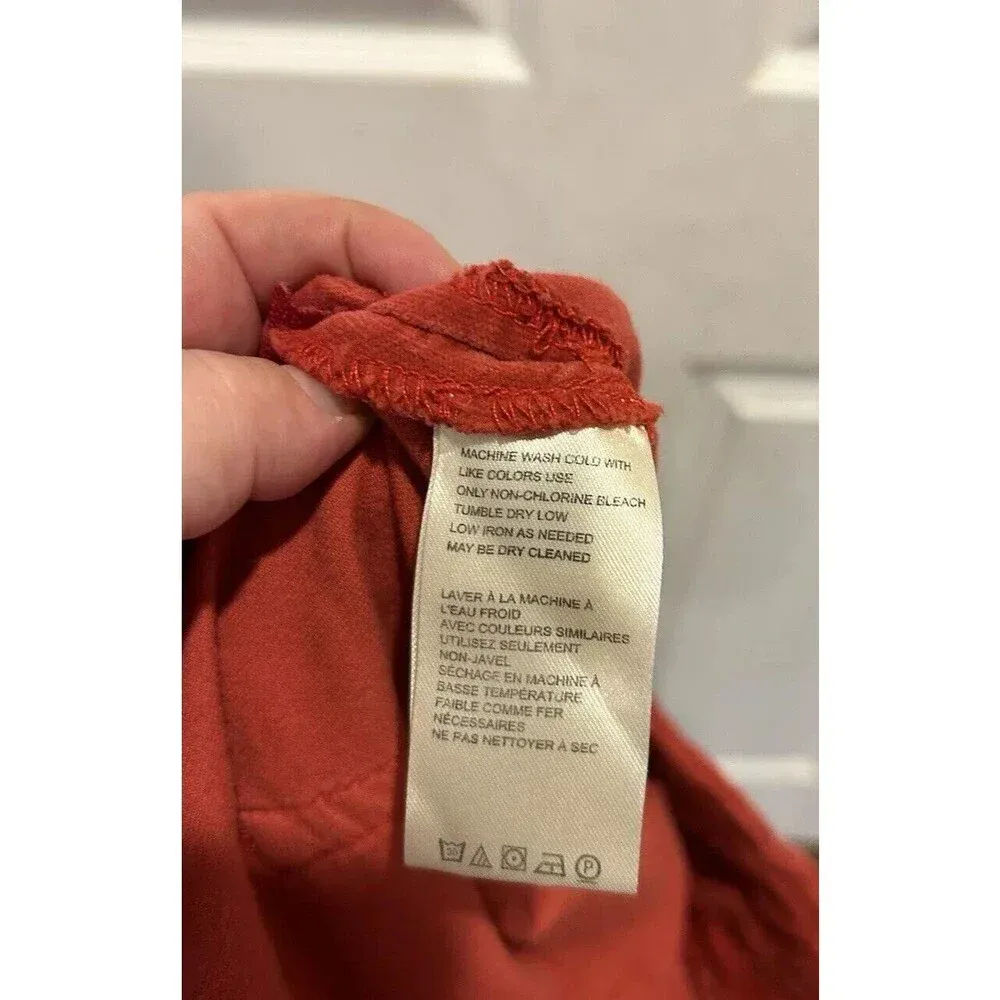 MACHINE WASH COLD WITH
LIKE COLORS USE
ONLY NON-CHLORINE BLEACH
TUMBLE DRY LOW
LOW IRON AS NEEDED
MAY BE DRY CLEANED
LAVER À LA MACHINE À
L'EAU FROID
AVEC COULEURS SIMILAIRES
UTILISEZ SEULEMENT
NON-JAVEL
SÉCHAGE EN MACHINE À
BASSE TEMPÉRATURE
FAIBLE COMME FER
NÉCESSAIRES
NE PAS NETTOYER À SEC
30 P